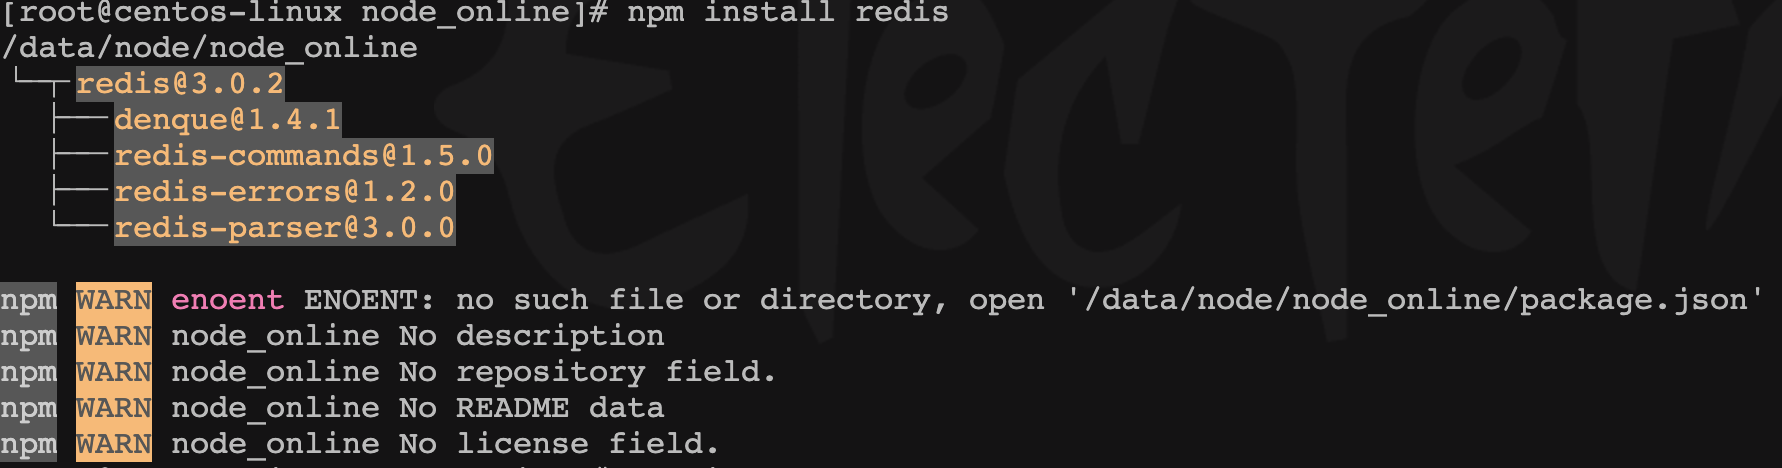 [root@centos-linux node_online]# npm install redis
/data/node/node_online
└─┬ redis@3.0.2
  ├── denque@1.4.1
  ├── redis-commands@1.5.0
  ├── redis-errors@1.2.0
  └── redis-parser@3.0.0
npm WARN enoent ENOENT: no such file or directory, open '/data/node/node_online/package.json'
npm WARN node_online No description
npm WARN node_online No repository field.
npm WARN node_online No README data
npm WARN node_online No license field.